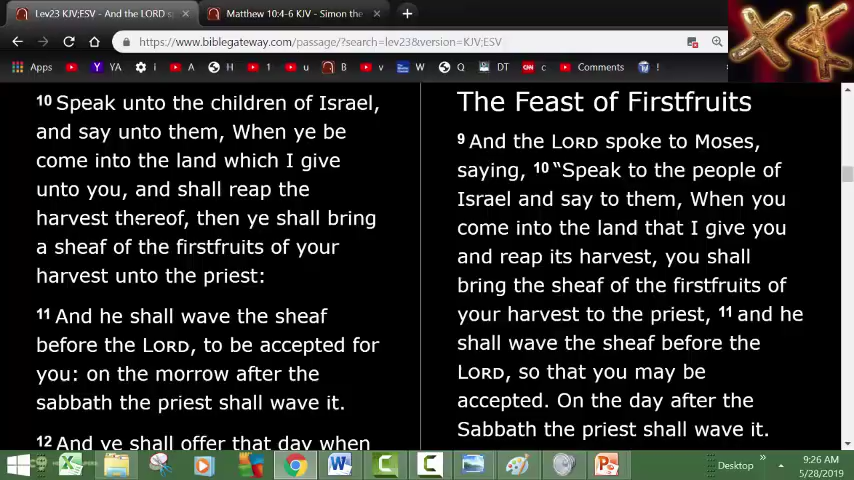 Lev23 KJV;ESV - And the LORD s
Matthew 10:4-6 KJV - Simon the
https://www.biblegateway.com/passage/?search=lev23&version=KJV;ESV
Apps YA i A H 1 u B v W Q DT c Comments !
10 Speak unto the children of Israel,
and say unto them, When ye be
come into the land which I give
unto you, and shall reap the
harvest thereof, then ye shall bring
a sheaf of the firstfruits of your
harvest unto the priest:
11 And he shall wave the sheaf
before the LORD, to be accepted for
you: on the morrow after the
sabbath the priest shall wave it.
12 And ye shall offer that day when
The Feast of Firstfruits
9 And the LORD spoke to Moses,
saying, 10 “Speak to the people of
Israel and say to them, When you
come into the land that I give you
and reap its harvest, you shall
bring the sheaf of the firstfruits of
your harvest to the priest, 11 and he
shall wave the sheaf before the
LORD, so that you may be
accepted. On the day after the
Sabbath the priest shall wave it.
Desktop
9:26 AM
5/28/2019